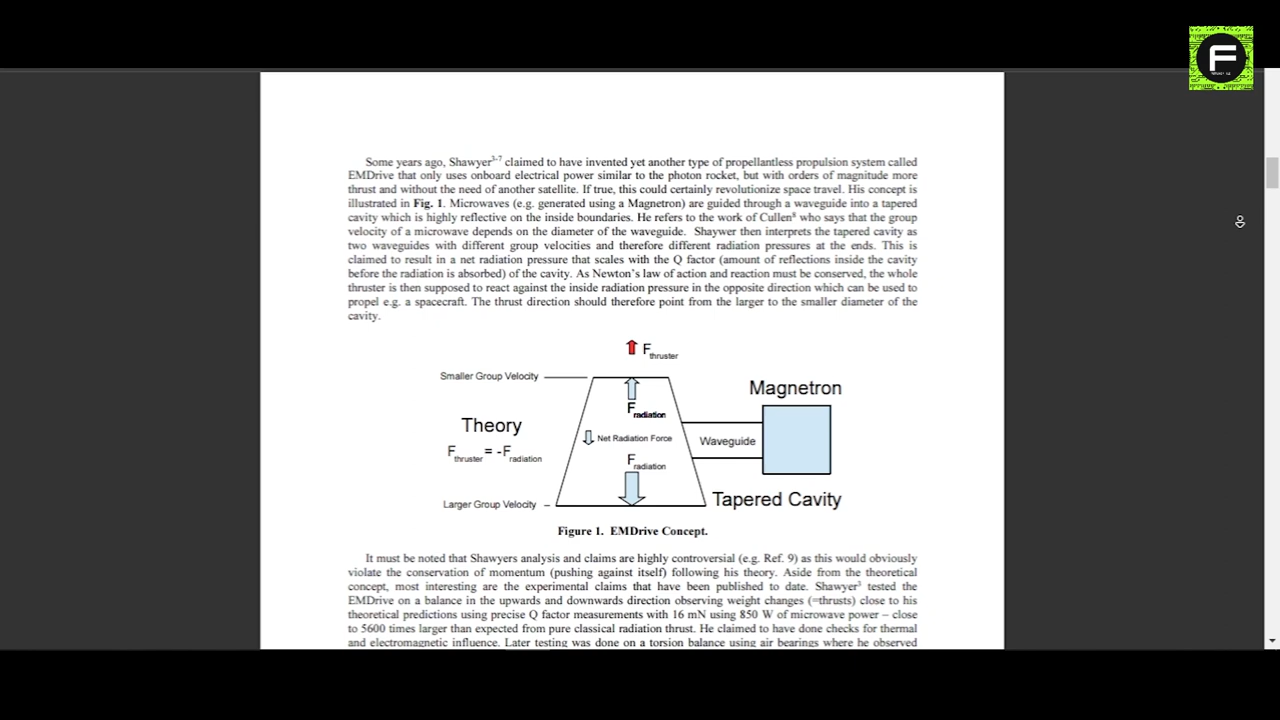 F
Some years ago, Shawyer3-7 claimed to have invented yet another type of propellantless propulsion system called
EMDrive that only uses onboard electrical power similar to the photon rocket, but with orders of magnitude more
thrust and without the need of another satellite. If true, this could certainly revolutionize space travel. His concept is
illustrated in Fig. 1. Microwaves (e.g. generated using a Magnetron) are guided through a waveguide into a tapered
cavity which is highly reflective on the inside boundaries. He refers to the work of Cullen8 who says that the group
velocity of a microwave depends on the diameter of the waveguide. Shaywer then interprets the tapered cavity as
two waveguides with different group velocities and therefore different radiation pressures at the ends. This is
claimed to result in a net radiation pressure that scales with the Q factor (amount of reflections inside the cavity
before the radiation is absorbed) of the cavity. As Newton's law of action and reaction must be conserved, the whole
thruster is then supposed to react against the inside radiation pressure in the opposite direction which can be used to
propel e.g. a spacecraft. The thrust direction should therefore point from the larger to the smaller diameter of the
cavity.
Fthruster
Smaller Group Velocity
Fradiation
Magnetron
Theory
Net Radiation Force
Waveguide
Fthruster = -Fradiation
Fradiation
Larger Group Velocity
Tapered Cavity
Figure 1. EMDrive Concept.
It must be noted that Shawyers analysis and claims are highly controversial (e.g. Ref. 9) as this would obviously
violate the conservation of momentum (pushing against itself) following his theory. Aside from the theoretical
concept, most interesting are the experimental claims that have been published to date. Shawyer3 tested the
EMDrive on a balance in the upwards and downwards direction observing weight changes (=thrusts) close to his
theoretical predictions using precise Q factor measurements with 16 mN using 850 W of microwave power – close
to 5600 times larger than expected from pure classical radiation thrust. He claimed to have done checks for thermal
and electromagnetic influence. Later testing was done on a torsion balance using air bearings where he observed